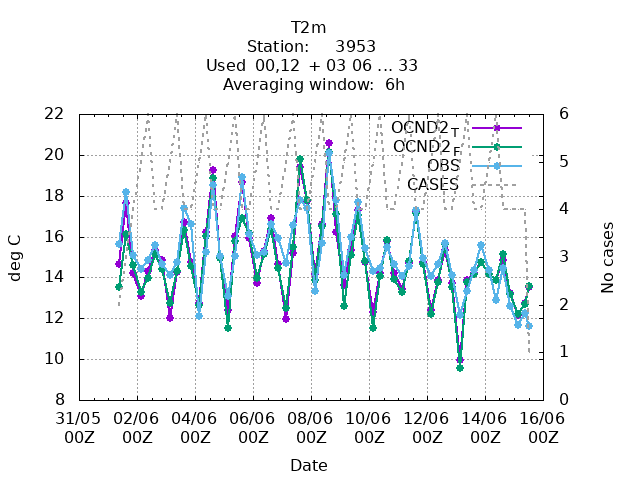 T2m
Station: 3953
Used 00,12 + 03 06 ... 33
Averaging window: 6h
22
20
18
16
14
12
10
8
deg C
6
5
4
3
2
1
0
No cases
OCND2_T
OCND2_F
OBS
CASES
31/05 02/06 04/06 06/06 08/06 10/06 12/06 14/06 16/06
00Z 00Z 00Z 00Z 00Z 00Z 00Z 00Z 00Z
Date